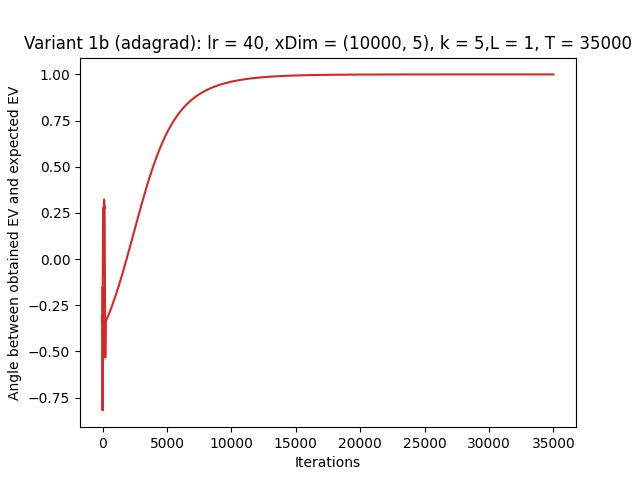 Variant 1b (adagrad): lr = 40, xDim = (10000, 5), k = 5,L = 1, T = 35000
Angle between obtained EV and expected EV
1.00
0.75
0.50
0.25
0.00
−0.25
−0.50
−0.75
0 5000 10000 15000 20000 25000 30000 35000
Iterations